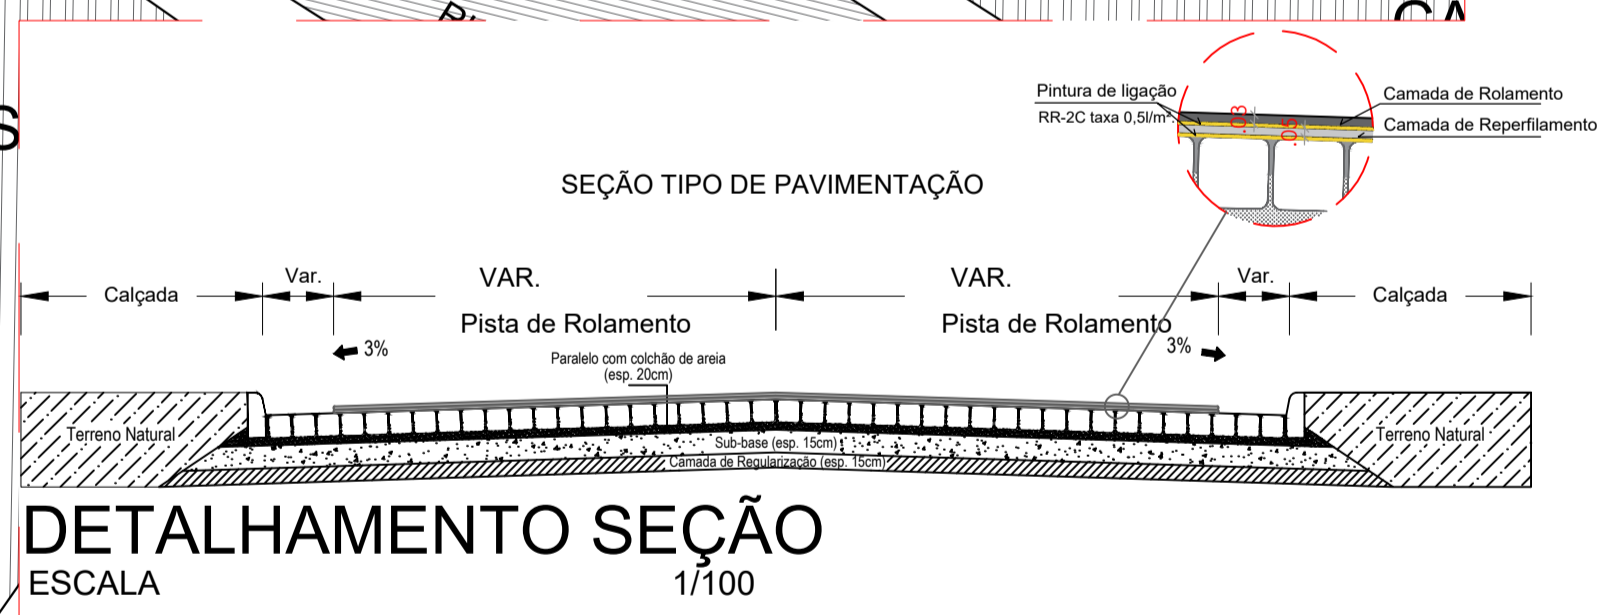 S
Pintura de ligação
RR-2C taxa 0,5l/m².
.03
.05
Camada de Rolamento
Camada de Reperfilamento
SEÇÃO TIPO DE PAVIMENTAÇÃO
Calçada
Var.
VAR.
VAR.
Var.
Calçada
Pista de Rolamento
Pista de Rolamento
3%
3%
Paralelo com colchão de areia
(esp. 20cm)
Terreno Natural
Sub-base (esp. 15cm)
Terreno Natural
Camada de Regularização (esp. 15cm)
DETALHAMENTO SEÇÃO
ESCALA 1/100